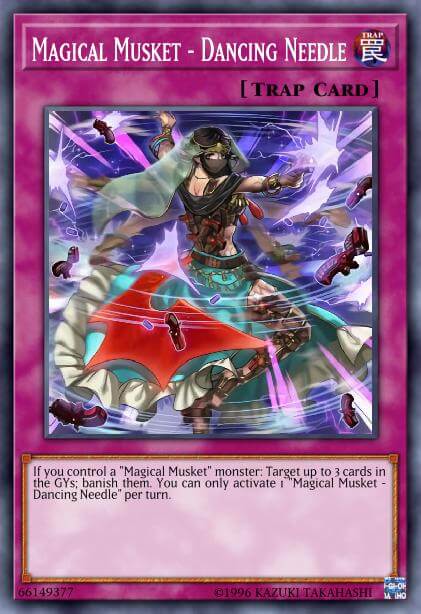 Magical Musket - Dancing Needle
TRAP
罠
[Trap Card]
If you control a "Magical Musket" monster: Target up to 3 cards in
the GYs; banish them. You can only activate 1 "Magical Musket -
Dancing Needle" per turn.
66149377
©1996 KAZUKI TAKAHASHI